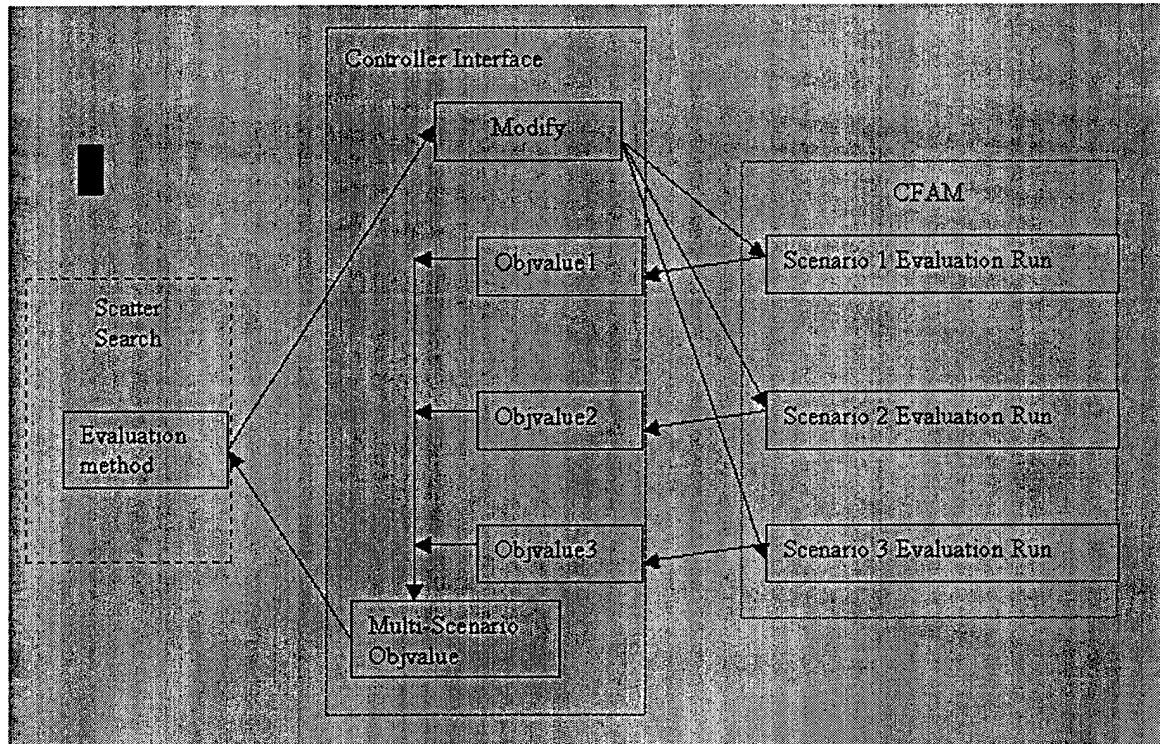 Controller Interface
Modify
CFAM
Objvalue1
Scenario 1 Evaluation Run
Scatter
Search
Objvalue2
Scenario 2 Evaluation Run
Evaluation
method
Objvalue3
Scenario 3 Evaluation Run
Multi-Scenario
Objvalue